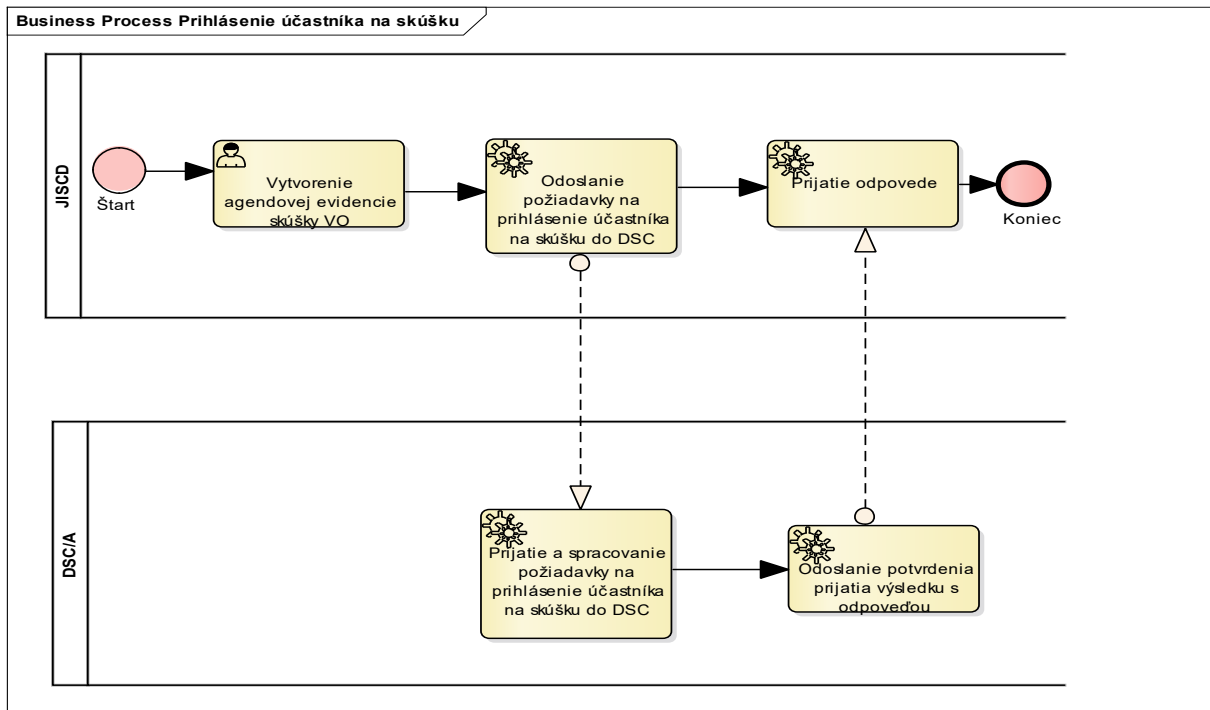 Business Process Prihlásenie účastníka na skúšku
JISCD
Štart
Vytvorenie
agendovej evidencie
skúšky VO
Odoslanie
požiadavky na
prihlásenie účastníka
na skúšku do DSC
Prijatie odpovede
Koniec
DSC/A
Prijatie a spracovanie
požiadavky na
prihlásenie účastníka
na skúšku do DSC
Odoslanie potvrdenia
prijatia výsledku s
odpoveďou